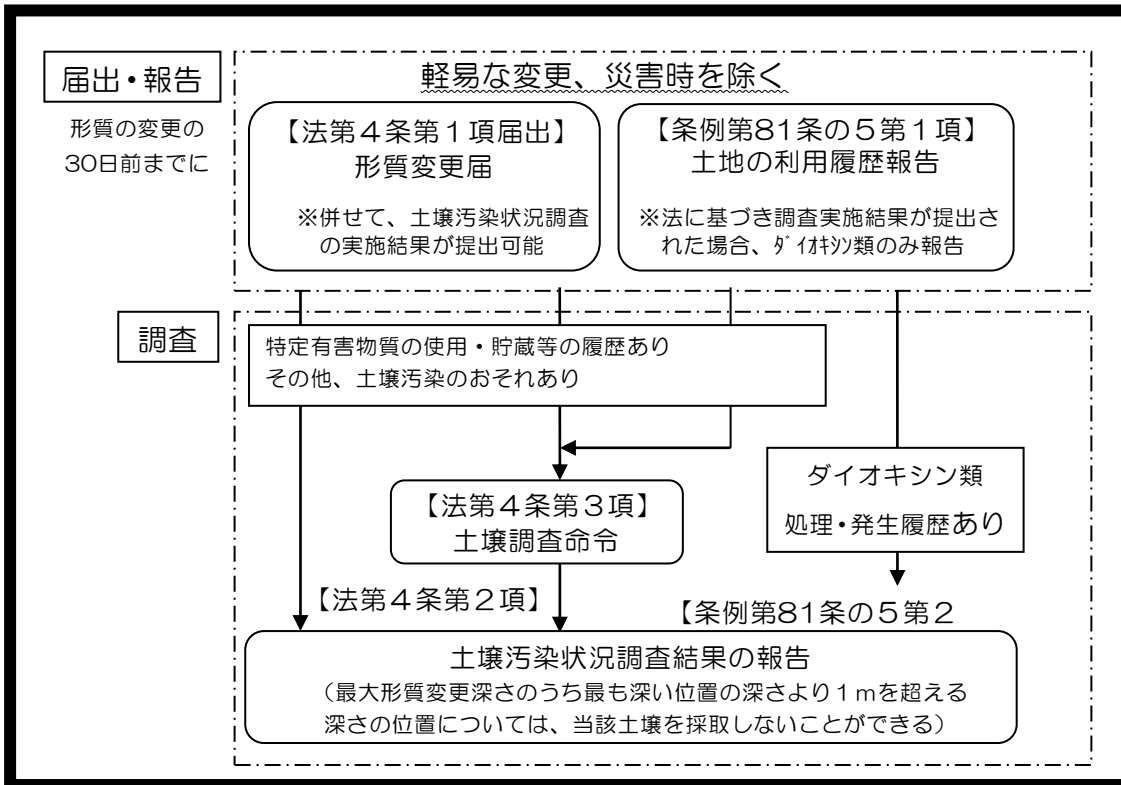 届出・報告
形質の変更の
30日前までに
軽易な変更、災害時を除く
【法第４条第１項届出】
形質変更届
※併せて、土壌汚染状況調査
の実施結果が提出可能
【条例第81条の５第１項】
土地の利用履歴報告
※法に基づき調査実施結果が提出さ
れた場合、ﾀﾞｲｵｷｼﾝ類のみ報告
調査
特定有害物質の使用・貯蔵等の履歴あり
その他、土壌汚染のおそれあり
【法第４条第３項】
土壌調査命令
ダイオキシン類
処理・発生履歴あり
【法第４条第２項】
【条例第81条の５第２
土壌汚染状況調査結果の報告
（最大形質変更深さのうち最も深い位置の深さより１ｍを超える
深さの位置については、当該土壌を採取しないことができる）